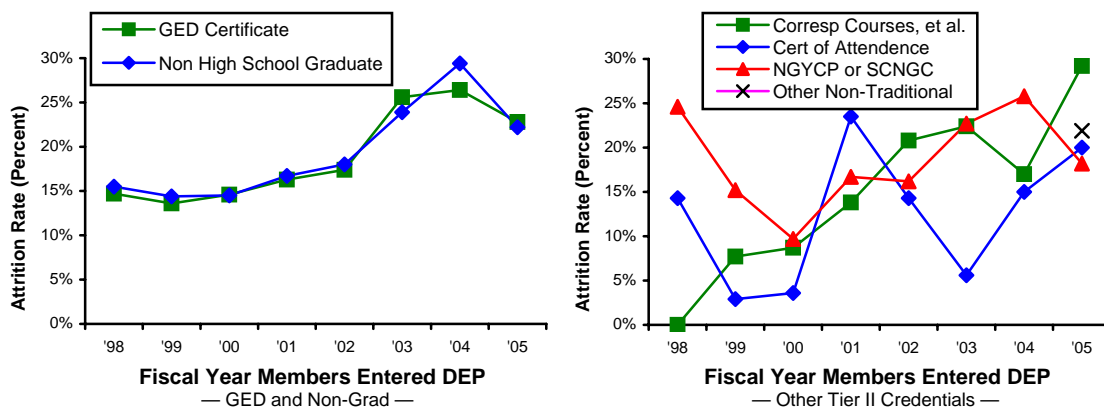 GED Certificate
Non High School Graduate
Attrition Rate (Percent)
30%
25%
20%
15%
10%
5%
0%
'98 '99 '00 '01 '02 '03 '04 '05
Fiscal Year Members Entered DEP
— GED and Non-Grad —
Corresp Courses, et al.
Cert of Attendence
NGYCP or SCNGC
Other Non-Traditional
Attrition Rate (Percent)
30%
25%
20%
15%
10%
5%
0%
'98 '99 '00 '01 '02 '03 '04 '05
Fiscal Year Members Entered DEP
— Other Tier II Credentials —